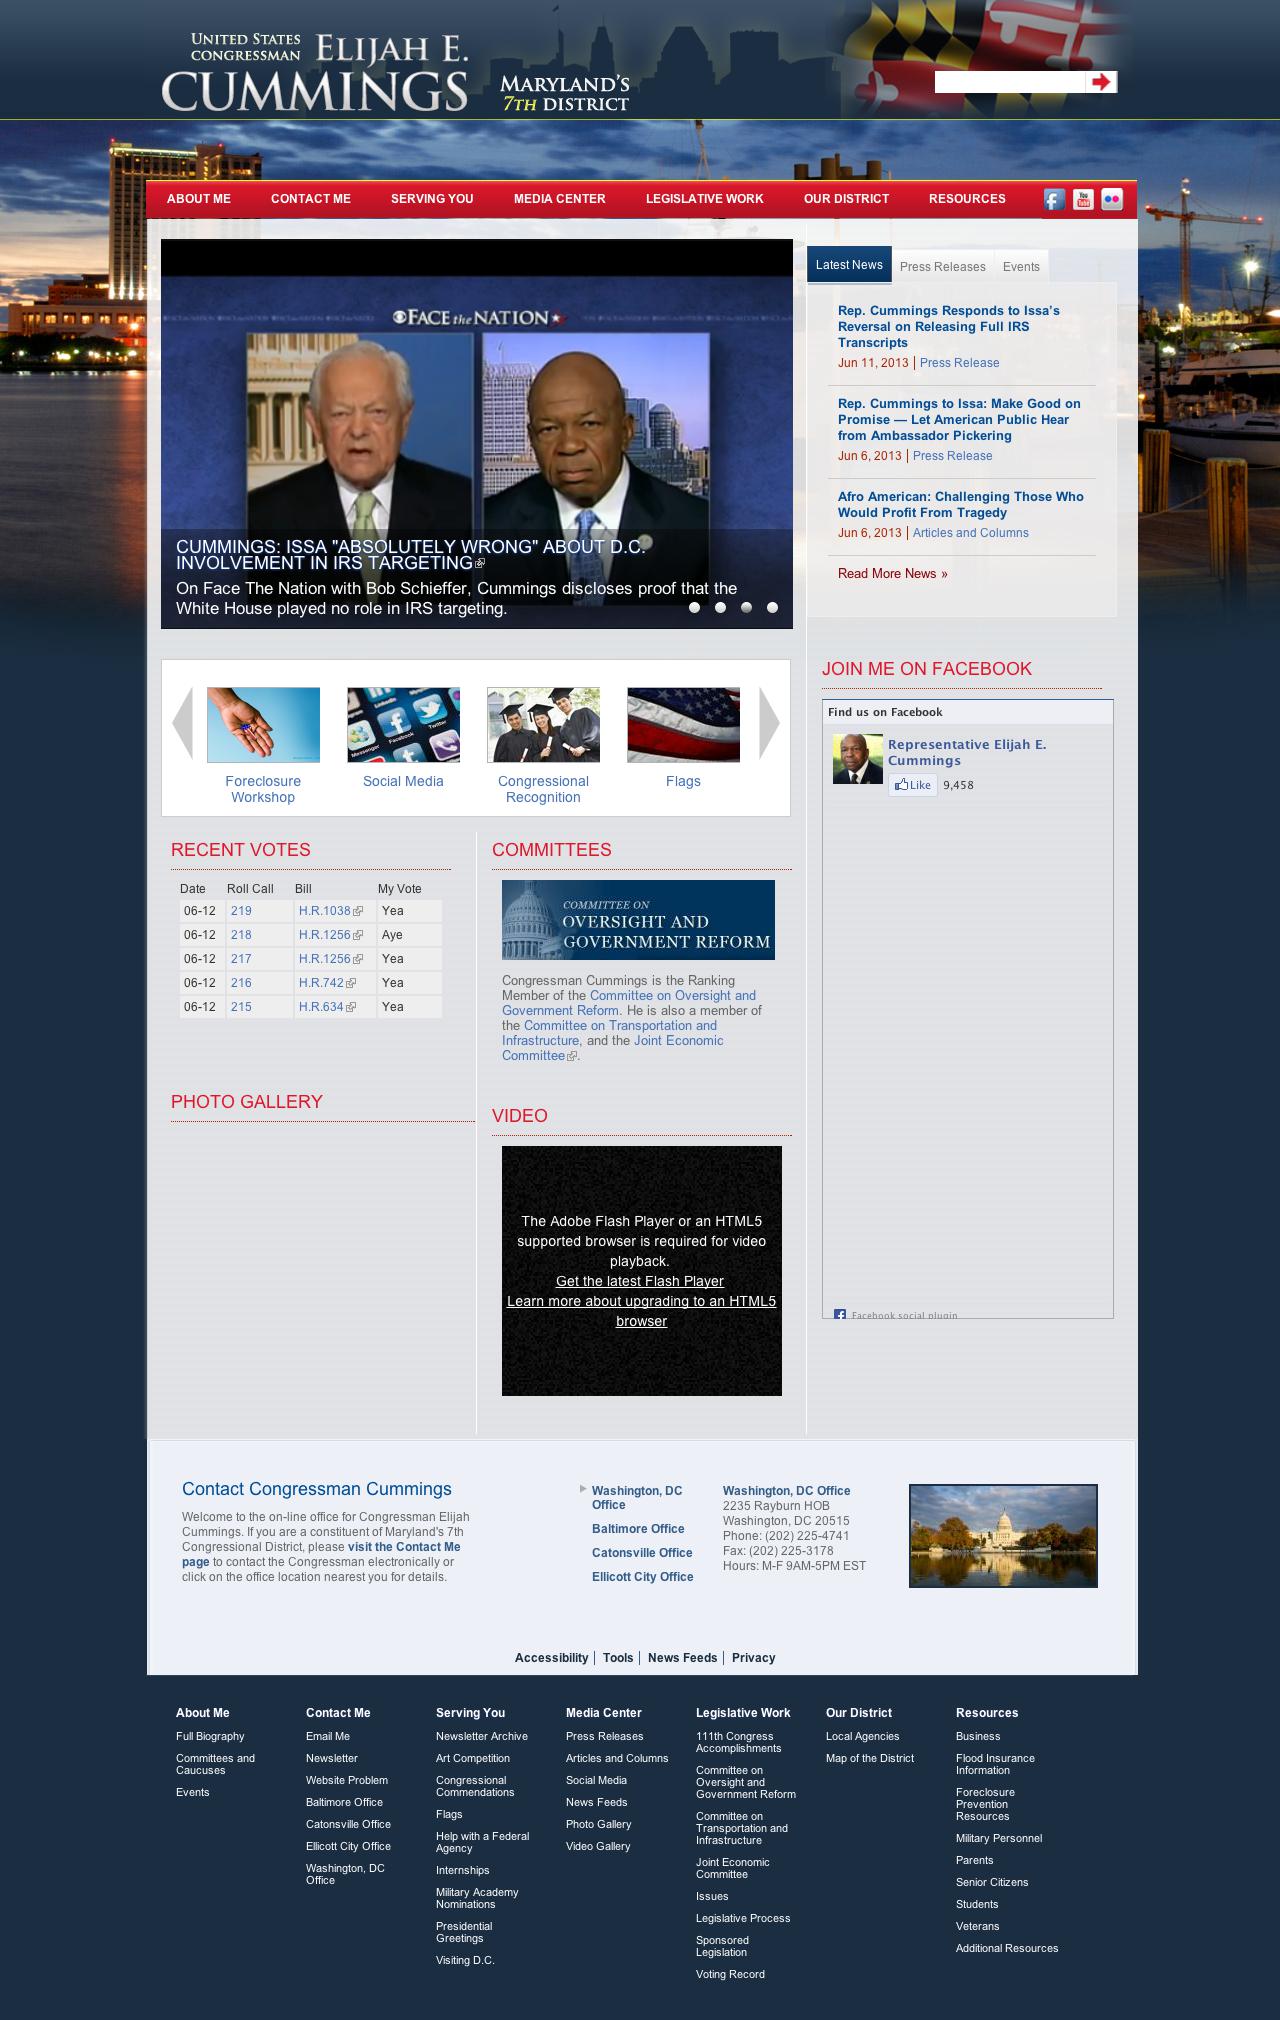 UNITED STATES
CONGRESSMAN
ELIJAH E.
CUMMINGS
MARYLAND'S
7TH DISTRICT
ABOUT ME
CONTACT ME
SERVING YOU
MEDIA CENTER
LEGISLATIVE WORK
OUR DISTRICT
RESOURCES
You
Tube
FACE the NATION
CUMMINGS: ISSA "ABSOLUTELY WRONG" ABOUT D.C.
INVOLVEMENT IN IRS TARGETING
On Face The Nation with Bob Schieffer, Cummings discloses proof that the
White House played no role in IRS targeting.
Latest News
Press Releases
Events
Rep. Cummings Responds to Issa's
Reversal on Releasing Full IRS
Transcripts
Jun 11, 2013 | Press Release
Rep. Cummings to Issa: Make Good on
Promise — Let American Public Hear
from Ambassador Pickering
Jun 6, 2013 | Press Release
Afro American: Challenging Those Who
Would Profit From Tragedy
Jun 6, 2013 | Articles and Columns
Read More News »
Messenger
Facebook
Twitter
Foreclosure
Workshop
Social Media
Congressional
Recognition
Flags
RECENT VOTES
Date Roll Call Bill My Vote
06-12 219 H.R.1038 Yea
06-12 218 H.R.1256 Aye
06-12 217 H.R.1256 Yea
06-12 216 H.R.742 Yea
06-12 215 H.R.634 Yea
COMMITTEES
COMMITTEE ON
OVERSIGHT AND
GOVERNMENT REFORM
Congressman Cummings is the Ranking
Member of the Committee on Oversight and
Government Reform. He is also a member of
the Committee on Transportation and
Infrastructure, and the Joint Economic
Committee.
PHOTO GALLERY
VIDEO
The Adobe Flash Player or an HTML5
supported browser is required for video
playback.
Get the latest Flash Player
Learn more about upgrading to an HTML5
browser
JOIN ME ON FACEBOOK
Find us on Facebook
Representative Elijah E.
Cummings
Like 9,458
Facebook social plugin
Contact Congressman Cummings
Welcome to the on-line office for Congressman Elijah
Cummings. If you are a constituent of Maryland's 7th
Congressional District, please visit the Contact Me
page to contact the Congressman electronically or
click on the office location nearest you for details.
Washington, DC
Office
Baltimore Office
Catonsville Office
Ellicott City Office
Washington, DC Office
2235 Rayburn HOB
Washington, DC 20515
Phone: (202) 225-4741
Fax: (202) 225-3178
Hours: M-F 9AM-5PM EST
Accessibility | Tools | News Feeds | Privacy
About Me
Full Biography
Committees and
Caucuses
Events
Contact Me
Email Me
Newsletter
Website Problem
Baltimore Office
Catonsville Office
Ellicott City Office
Washington, DC
Office
Serving You
Newsletter Archive
Art Competition
Congressional
Commendations
Flags
Help with a Federal
Agency
Internships
Military Academy
Nominations
Presidential
Greetings
Visiting D.C.
Media Center
Press Releases
Articles and Columns
Social Media
News Feeds
Photo Gallery
Video Gallery
Legislative Work
111th Congress
Accomplishments
Committee on
Oversight and
Government Reform
Committee on
Transportation and
Infrastructure
Joint Economic
Committee
Issues
Legislative Process
Sponsored
Legislation
Voting Record
Our District
Local Agencies
Map of the District
Resources
Business
Flood Insurance
Information
Foreclosure
Prevention
Resources
Military Personnel
Parents
Senior Citizens
Students
Veterans
Additional Resources